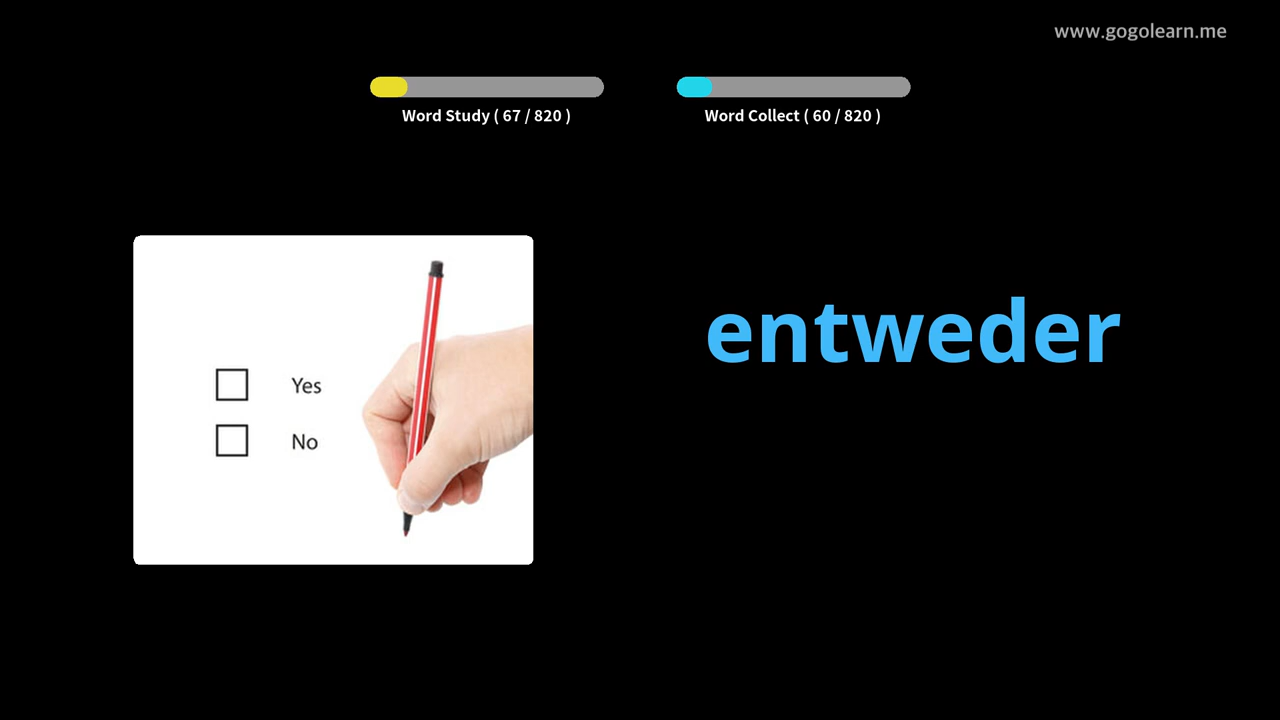 www.gogolearn.me
Word Study ( 67 / 820 )
Word Collect ( 60 / 820 )
entweder
Yes
No